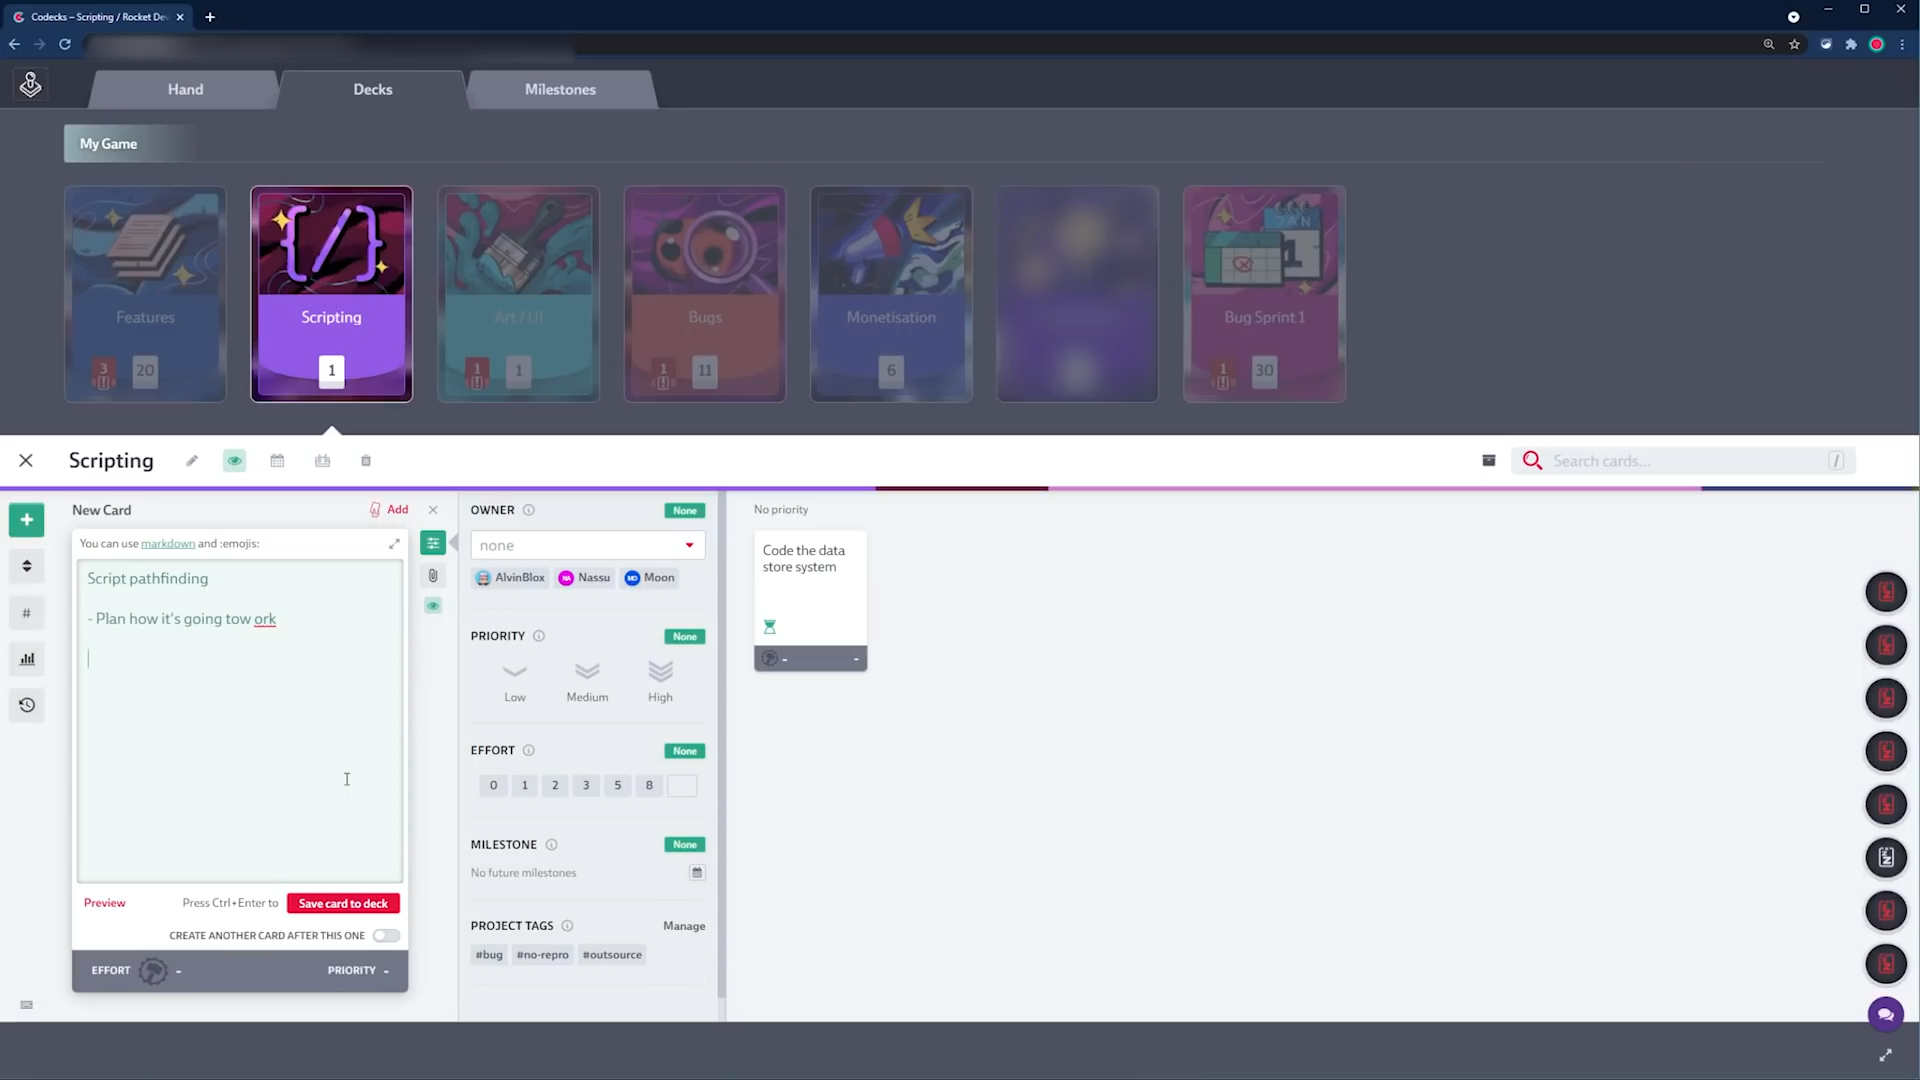 Codecks – Scripting / Rocket De
Hand
Decks
Milestones
My Game
Features
3
20
Scripting
1
Art / UI
1
1
Bugs
1
11
Monetisation
6
JAN
1
Bug Sprint 1
1
30
Scripting
Search cards...
/
New Card
Add
You can use markdown and :emojis:
Script pathfinding
- Plan how it's going tow ork
Preview
Press Ctrl+Enter to
Save card to deck
CREATE ANOTHER CARD AFTER THIS ONE
EFFORT -
PRIORITY -
OWNER
None
none
AlvinBlox
NA Nassu
MO Moon
PRIORITY
None
Low
Medium
High
EFFORT
None
0 1 2 3 5 8
MILESTONE
None
No future milestones
PROJECT TAGS
Manage
#bug #no-repro #outsource
No priority
Code the data
store system
- -